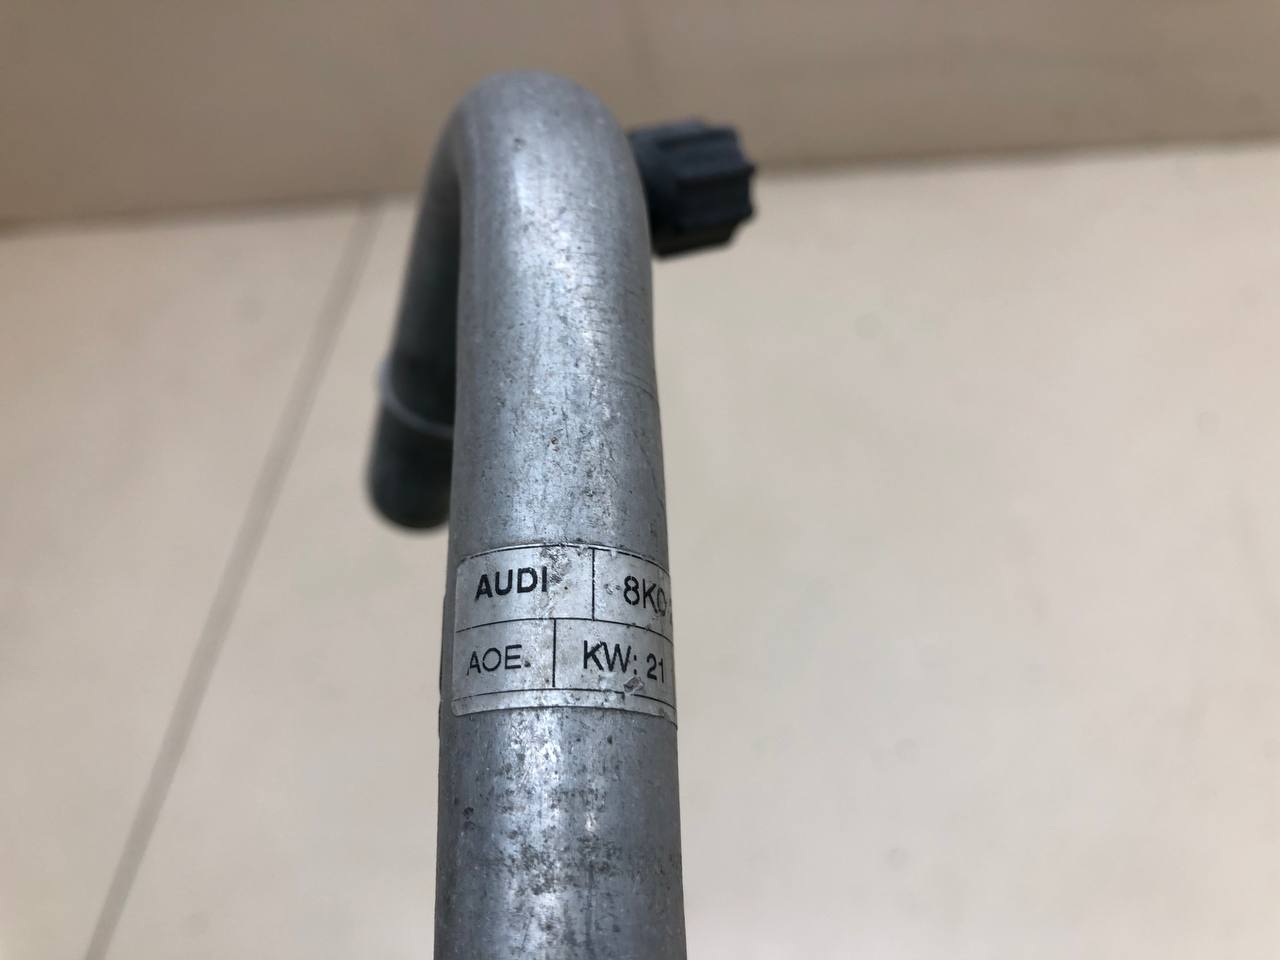 AUDI 8K0
AOE. KW: 21